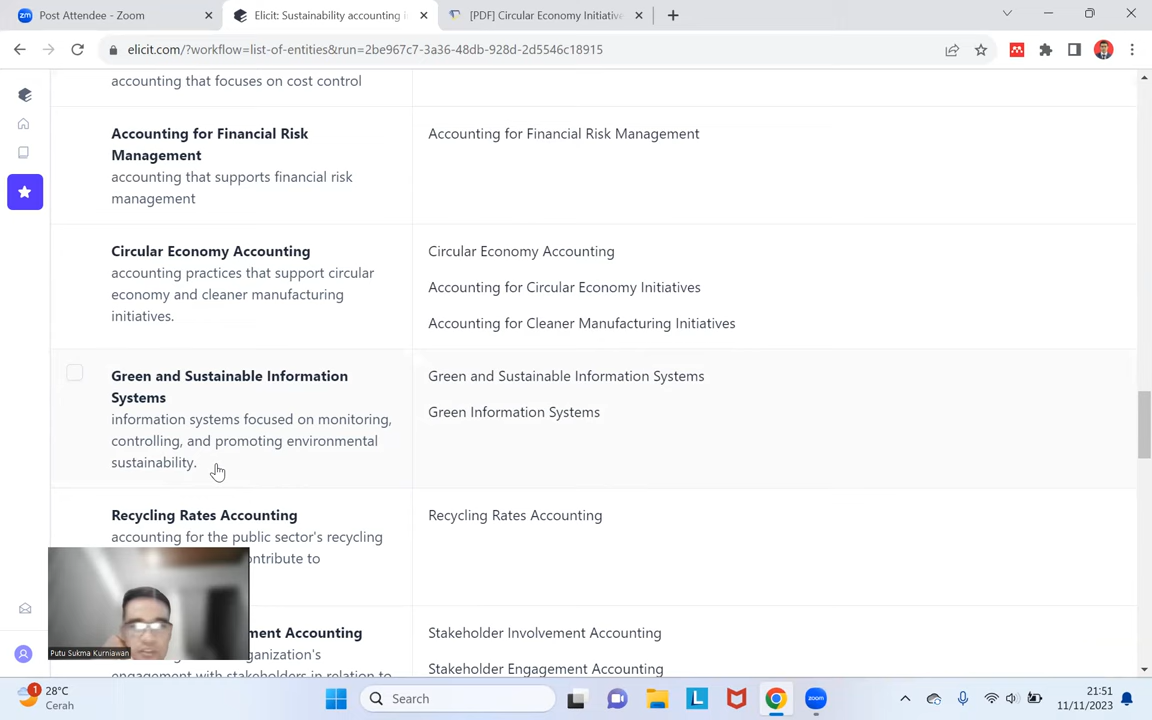 Post Attendee - Zoom
Elicit: Sustainability accounting i
[PDF] Circular Economy Initiative
elicit.com/?workflow=list-of-entities&run=2be967c7-3a36-48db-928d-2d5546c18915
accounting that focuses on cost control
Accounting for Financial Risk
Management
accounting that supports financial risk
management
Accounting for Financial Risk Management
Circular Economy Accounting
accounting practices that support circular
economy and cleaner manufacturing
initiatives.
Circular Economy Accounting
Accounting for Circular Economy Initiatives
Accounting for Cleaner Manufacturing Initiatives
Green and Sustainable Information
Systems
information systems focused on monitoring,
controlling, and promoting environmental
sustainability.
Green and Sustainable Information Systems
Green Information Systems
Recycling Rates Accounting
accounting for the public sector's recycling
ontribute to
Recycling Rates Accounting
ment Accounting
ganization's
engagement with stakeholders in relation to
Stakeholder Involvement Accounting
Stakeholder Engagement Accounting
Putu Sukma Kurniawan
1
28°C
Cerah
Search
zoom
21:51
11/11/2023